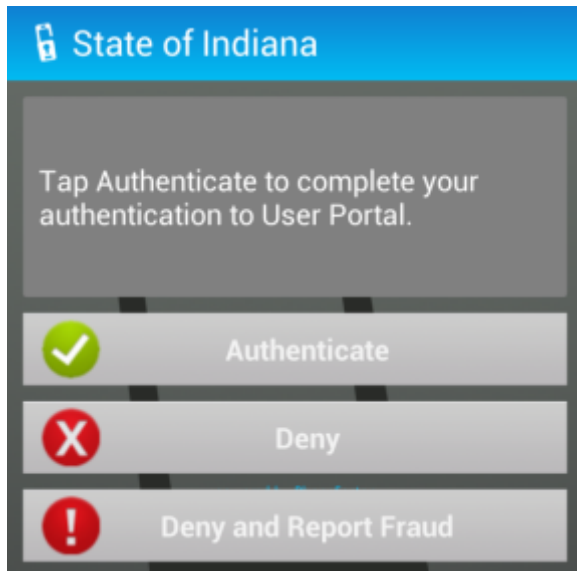 State of Indiana
Tap Authenticate to complete your
authentication to User Portal.
Authenticate
Deny
Deny and Report Fraud